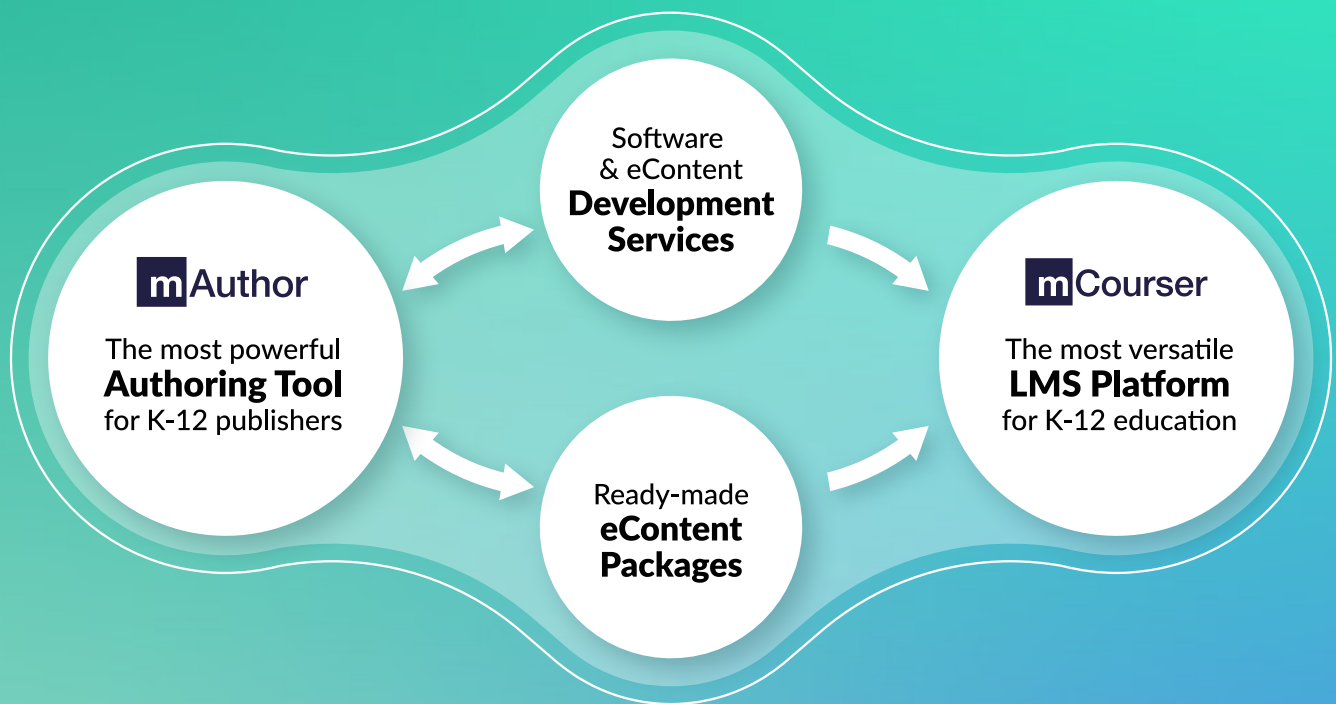 mAuthor
The most powerful
Authoring Tool
for K-12 publishers
Software
& eContent
Development
Services
Ready-made
eContent
Packages
mCourser
The most versatile
LMS Platform
for K-12 education